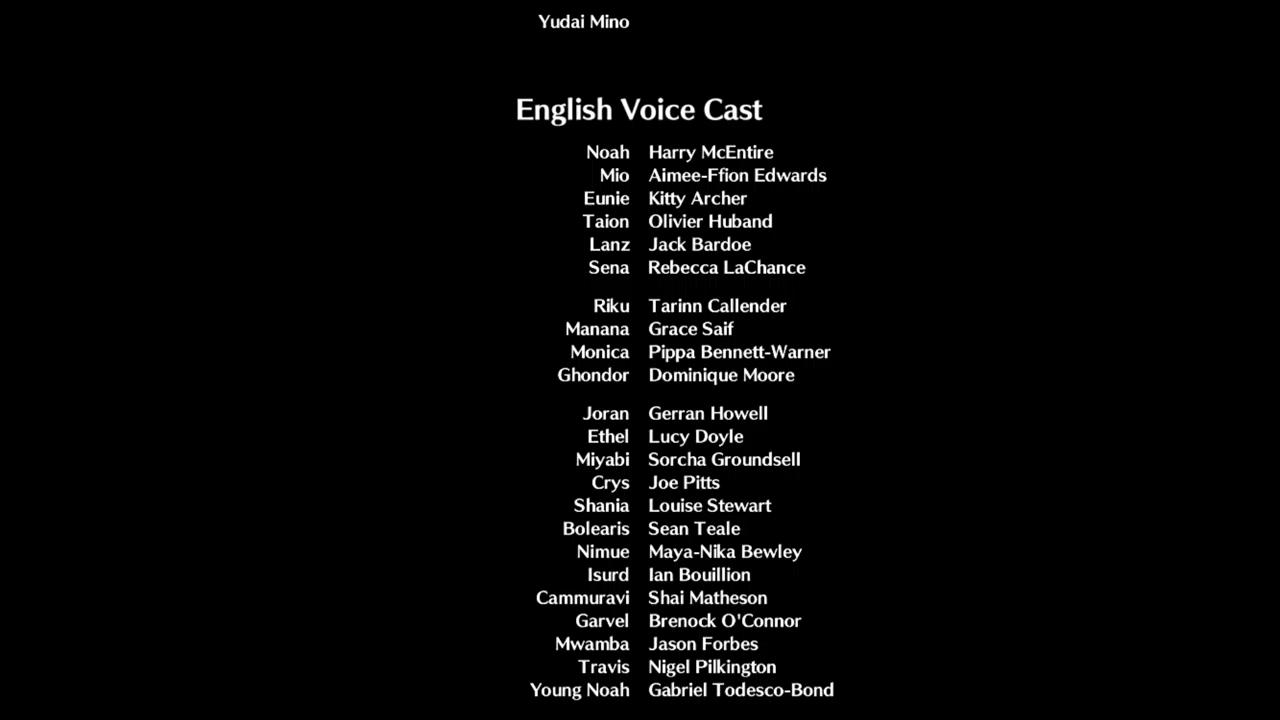 Yudai Mino
English Voice Cast
Noah Harry McEntire
Mio Aimee-Ffion Edwards
Eunie Kitty Archer
Taion Olivier Huband
Lanz Jack Bardoe
Sena Rebecca LaChance
Riku Tarinn Callender
Manana Grace Saif
Monica Pippa Bennett-Warner
Ghondor Dominique Moore
Joran Gerran Howell
Ethel Lucy Doyle
Miyabi Sorcha Groundsell
Crys Joe Pitts
Shania Louise Stewart
Bolearis Sean Teale
Nimue Maya-Nika Bewley
Isurd Ian Bouillion
Cammuravi Shai Matheson
Garvel Brenock O'Connor
Mwamba Jason Forbes
Travis Nigel Pilkington
Young Noah Gabriel Todesco-Bond